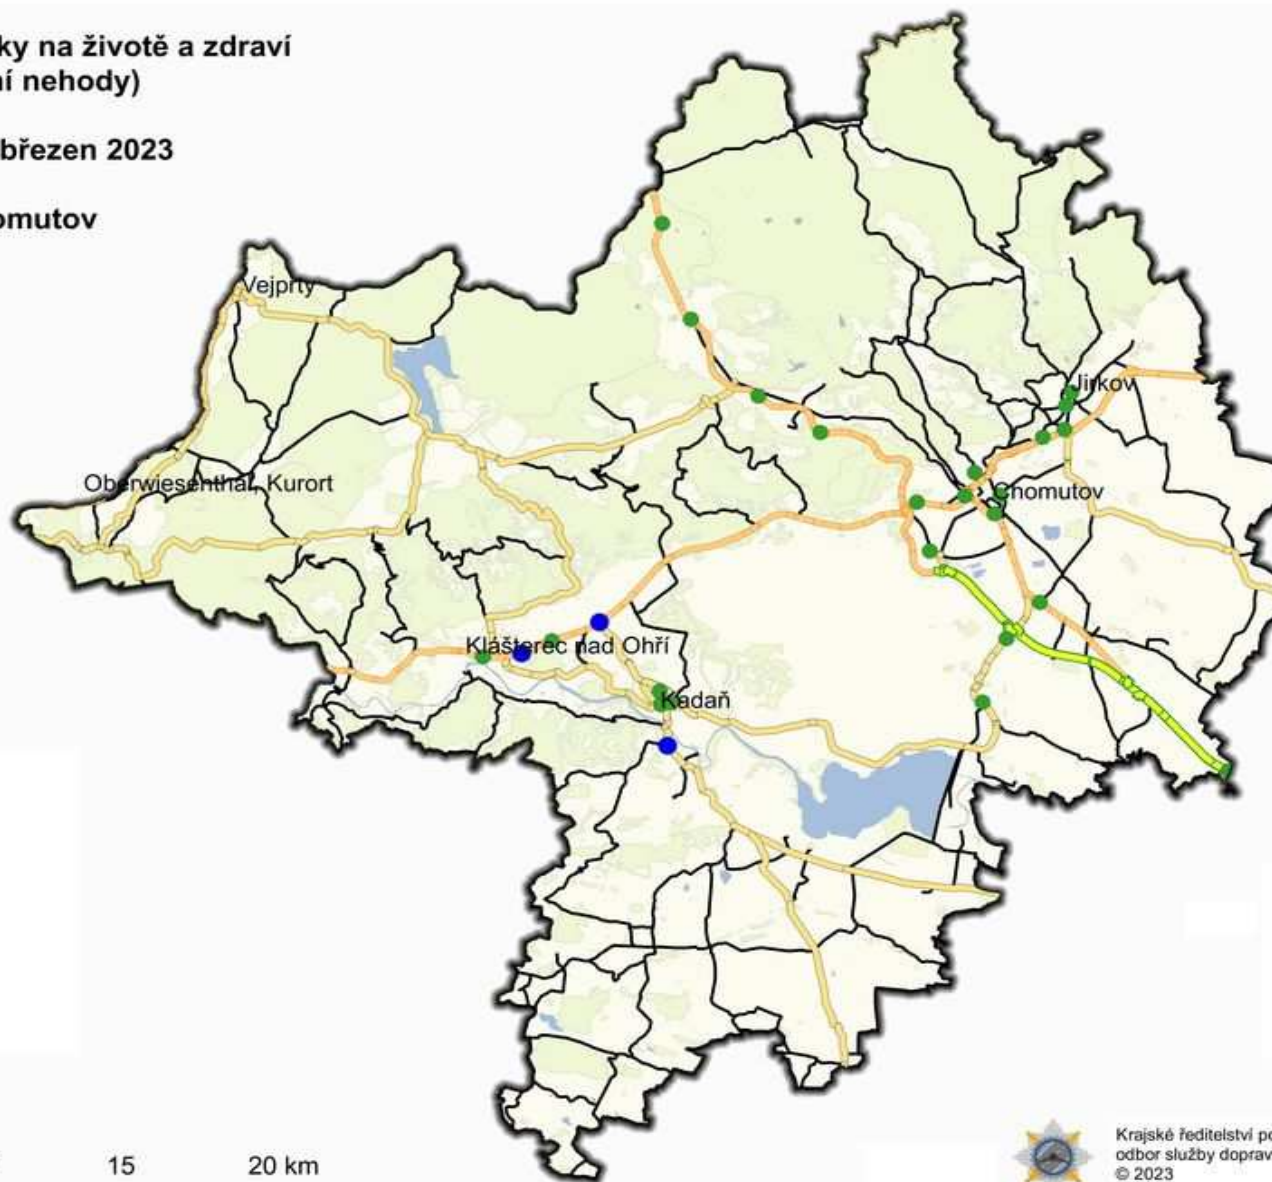 ky na životě a zdraví
ní nehody)
březen 2023
omutov
Vejprty
Jirkov
Oberwiesenthal, Kurort
Chomutov
Klášterec nad Ohří
Kadaň
15
20 km
Krajské ředitelství po
odbor služby doprav
© 2023